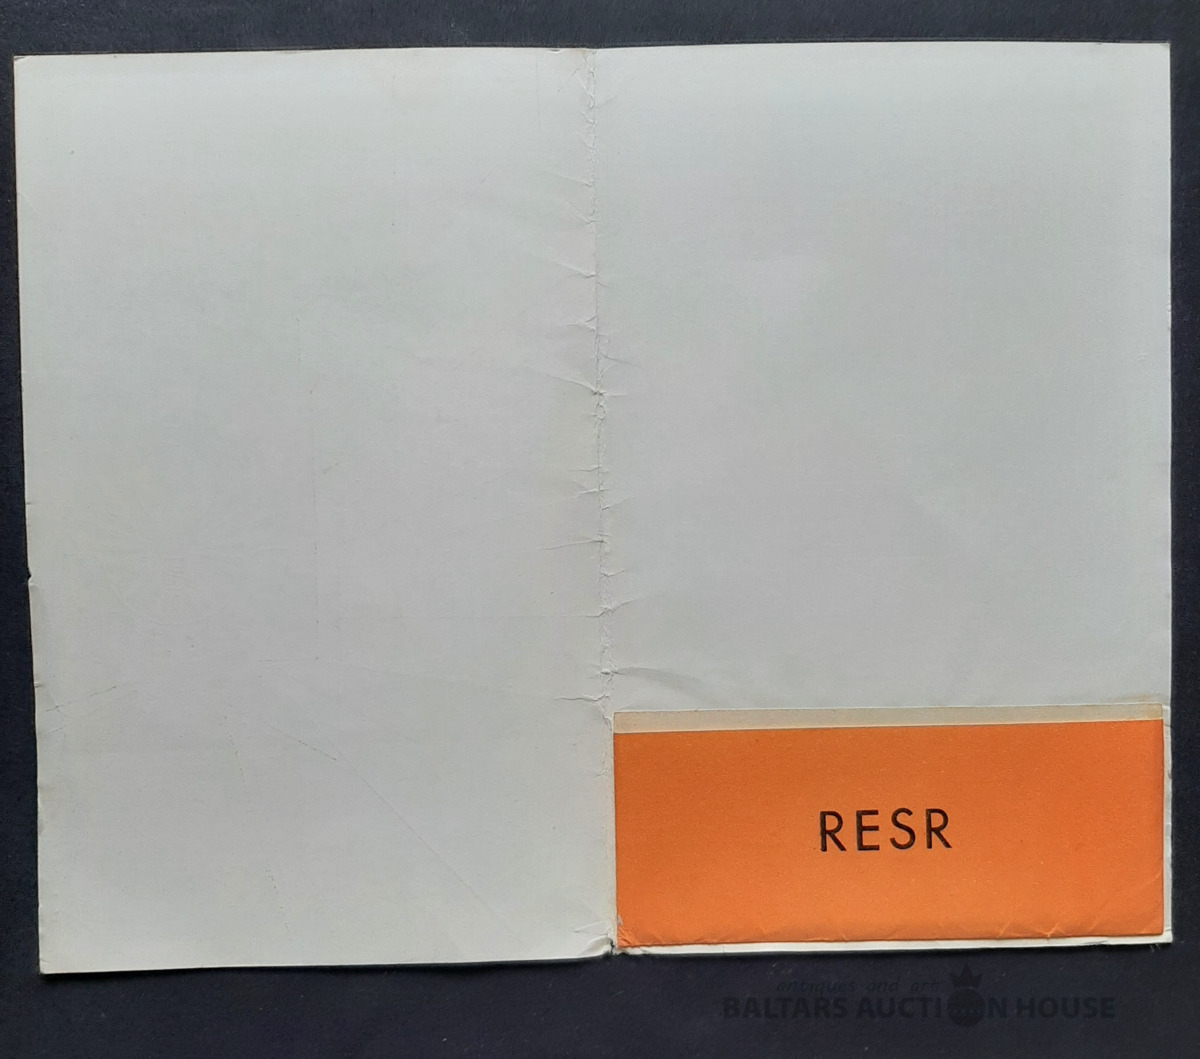 RESR
antiques and art
BALTARS AUCTION HOUSE